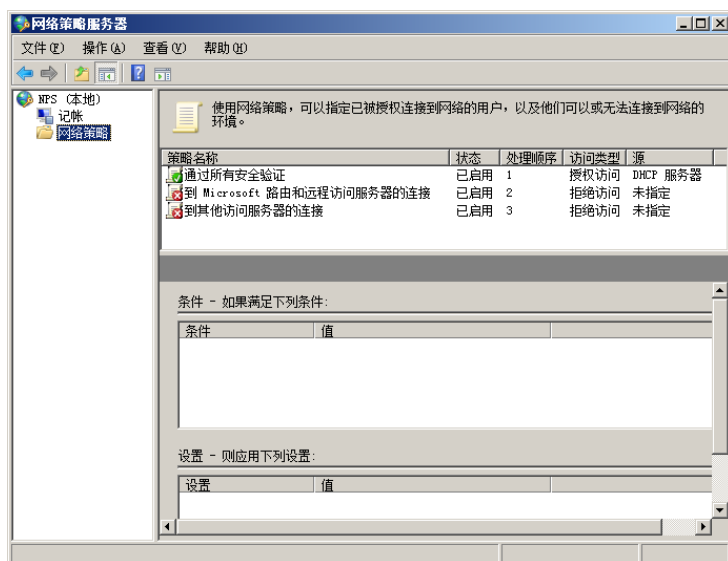 网络策略服务器
文件(F) 操作(A) 查看(V) 帮助(H)
NPS (本地)
记帐
网络策略
使用网络策略，可以指定已被授权连接到网络的用户，以及他们可以或无法连接到网络的
环境。
策略名称 状态 处理顺序 访问类型 源
通过所有安全验证 已启用 1 授权访问 DHCP 服务器
到 Microsoft 路由和远程访问服务器的连接 已启用 2 拒绝访问 未指定
到其他访问服务器的连接 已启用 3 拒绝访问 未指定
条件 - 如果满足下列条件:
条件 值
设置 - 则应用下列设置:
设置 值